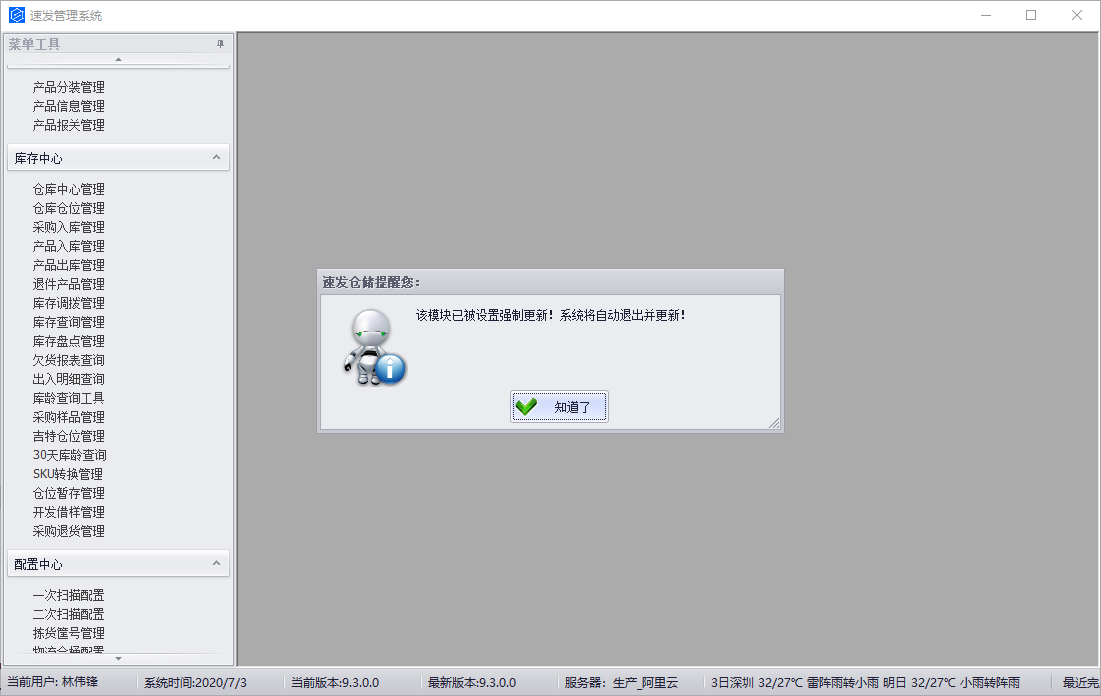 速发管理系统
菜单工具
产品分装管理
产品信息管理
产品报关管理
库存中心
仓库中心管理
仓库仓位管理
采购入库管理
产品入库管理
产品出库管理
退件产品管理
库存调拨管理
库存查询管理
库存盘点管理
欠货报表查询
出入明细查询
库龄查询工具
采购样品管理
吉特仓位管理
30天库龄查询
SKU转换管理
仓位暂存管理
开发借样管理
采购退货管理
配置中心
一次扫描配置
二次扫描配置
拣货筐号管理
速发仓储提醒您：
该模块已被设置强制更新！系统将自动退出并更新！
知道了
当前用户: 林伟锋
系统时间:2020/7/3
当前版本:9.3.0.0
最新版本:9.3.0.0
服务器：生产_阿里云
3日深圳 32/27℃ 雷阵雨转小雨 明日 32/27℃ 小雨转阵雨
最近完